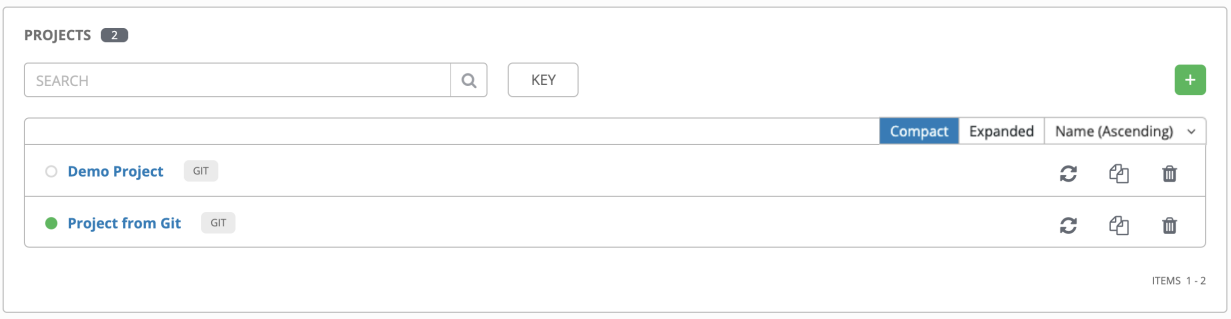 PROJECTS 2
SEARCH KEY +
Compact Expanded Name (Ascending)
Demo Project GIT
Project from Git GIT
ITEMS 1 - 2